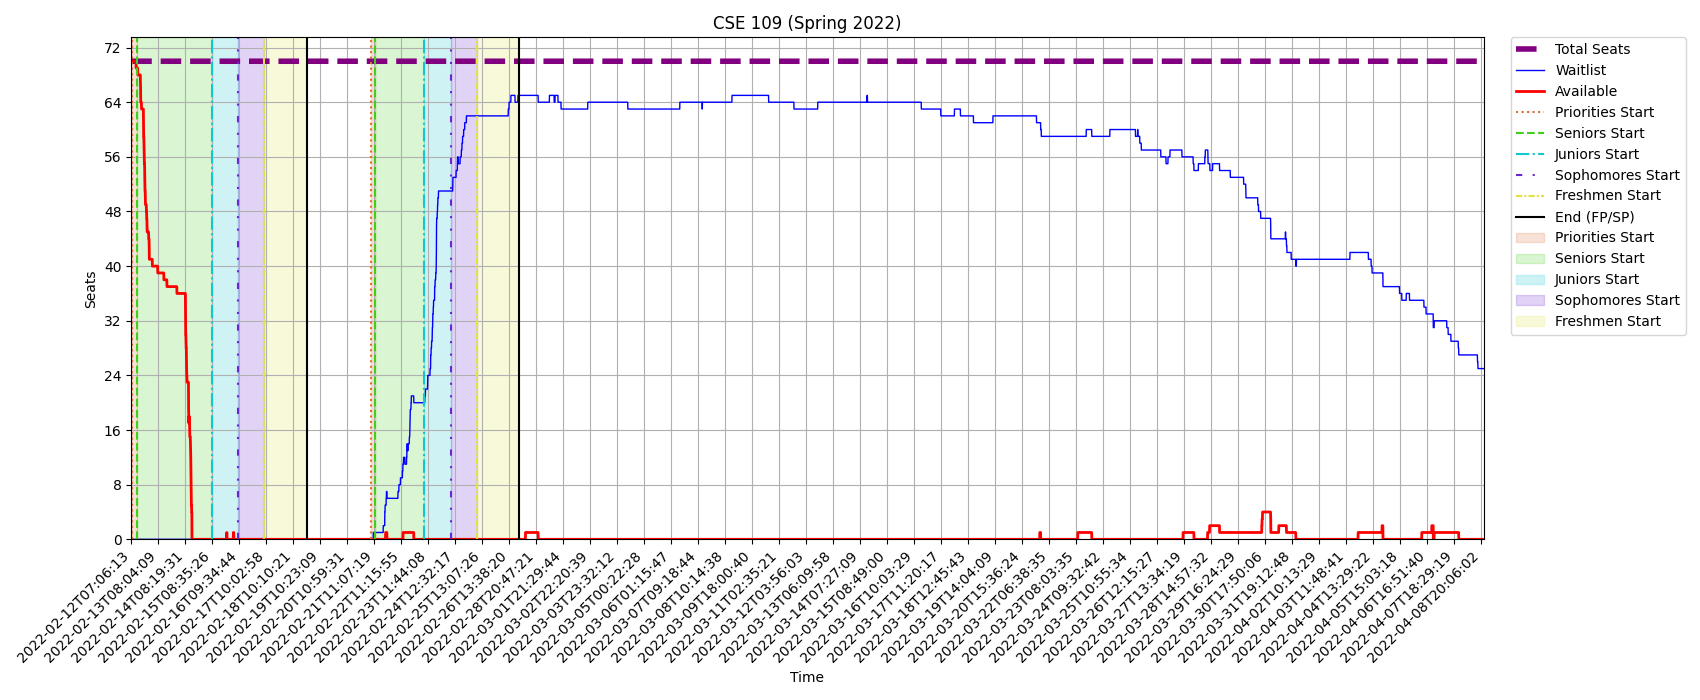 CSE 109 (Spring 2022)
Seats
72
64
56
48
40
32
24
16
8
0
2022-02-12T07:06:13
2022-02-13T08:04:09
2022-02-14T08:19:31
2022-02-15T08:35:26
2022-02-16T09:34:44
2022-02-17T10:02:58
2022-02-18T10:10:21
2022-02-19T10:23:09
2022-02-20T10:59:31
2022-02-21T11:07:19
2022-02-22T11:15:55
2022-02-23T11:44:08
2022-02-24T12:32:17
2022-02-25T13:07:26
2022-02-26T13:38:20
2022-02-28T20:47:21
2022-03-01T21:29:44
2022-03-02T22:20:39
2022-03-03T23:32:12
2022-03-05T00:22:28
2022-03-06T01:15:47
2022-03-07T09:18:44
2022-03-08T10:14:38
2022-03-09T18:00:40
2022-03-11T02:35:21
2022-03-12T03:56:03
2022-03-13T06:09:58
2022-03-14T07:27:09
2022-03-15T08:49:00
2022-03-16T10:03:29
2022-03-17T11:20:17
2022-03-18T12:45:43
2022-03-19T14:04:09
2022-03-20T15:36:24
2022-03-22T06:38:35
2022-03-23T08:03:35
2022-03-24T09:32:42
2022-03-25T10:55:34
2022-03-26T12:15:27
2022-03-27T13:34:19
2022-03-28T14:57:32
2022-03-29T16:24:29
2022-03-30T17:50:06
2022-03-31T19:12:48
2022-04-02T10:13:29
2022-04-03T11:48:41
2022-04-04T13:29:22
2022-04-05T15:03:18
2022-04-06T16:51:40
2022-04-07T18:29:19
2022-04-08T20:06:02
Time
Total Seats
Waitlist
Available
Priorities Start
Seniors Start
Juniors Start
Sophomores Start
Freshmen Start
End (FP/SP)
Priorities Start
Seniors Start
Juniors Start
Sophomores Start
Freshmen Start